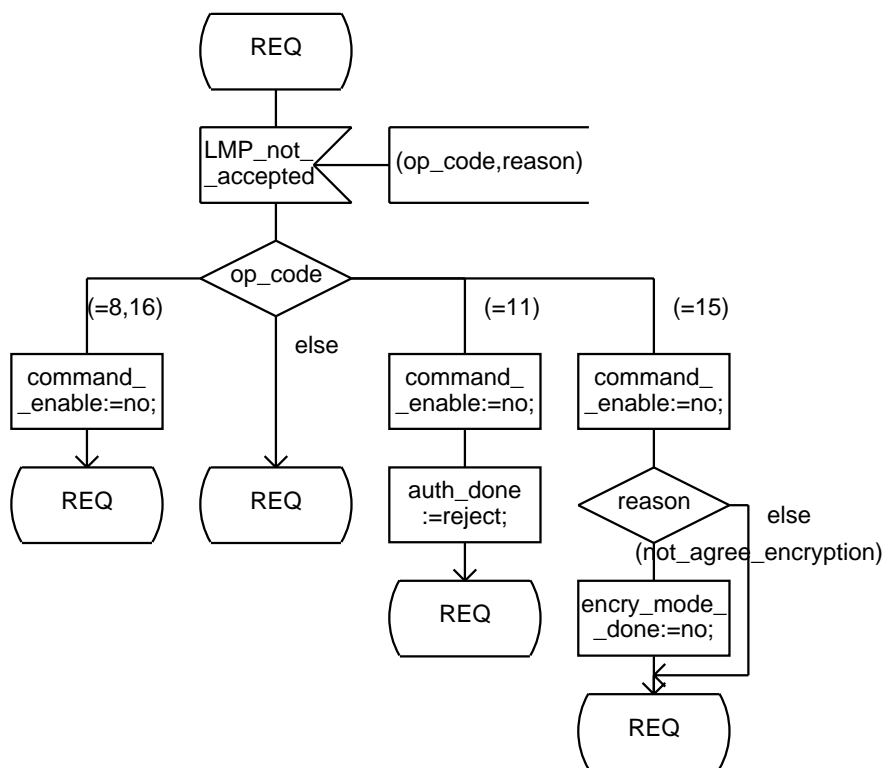 REQ
LMP_not_
_accepted
(op_code,reason)
op_code
(=8,16)
else
(=11)
(=15)
command_
_enable:=no;
command_
_enable:=no;
command_
_enable:=no;
REQ
REQ
auth_done
:=reject;
reason
else
(not_agree_encryption)
REQ
encry_mode_
_done:=no;
REQ